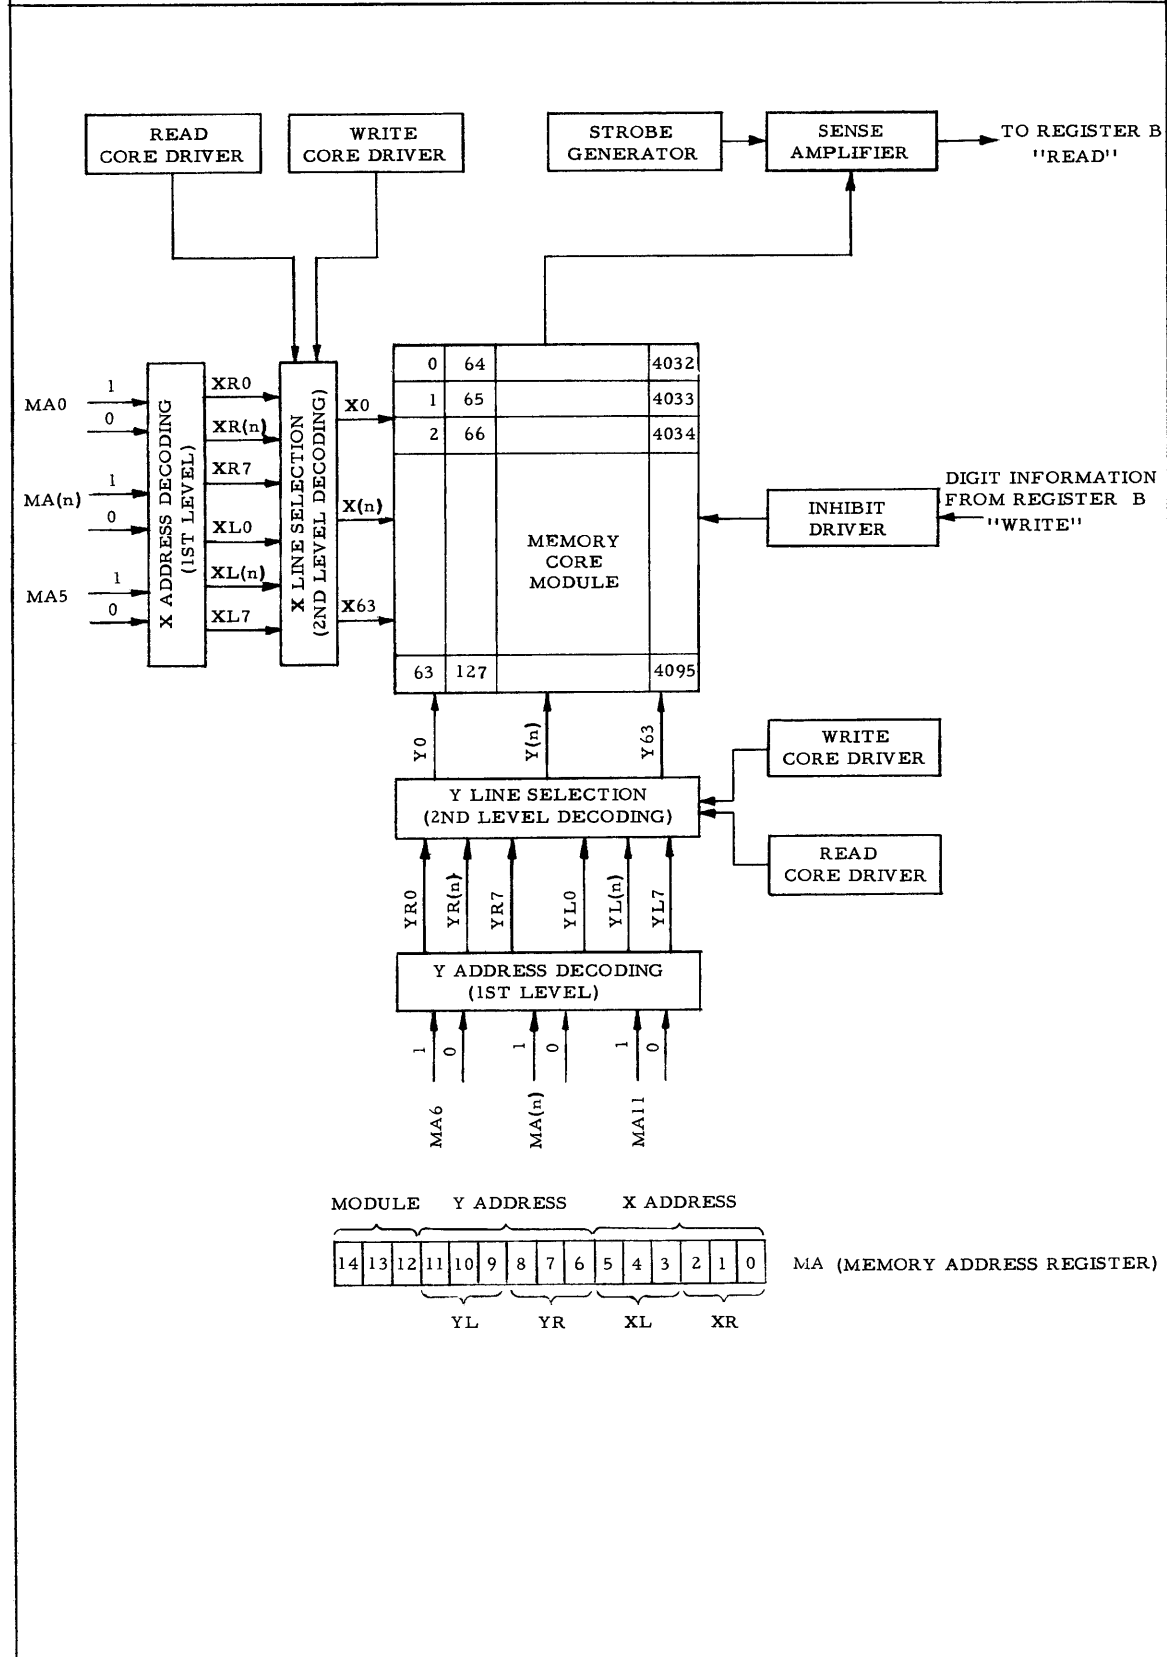 READ
CORE DRIVER
WRITE
CORE DRIVER
STROBE
GENERATOR
SENSE
AMPLIFIER
TO REGISTER B
"READ"
MA0
1
0
MA(n)
1
0
MA5
1
0
X ADDRESS DECODING
(1ST LEVEL)
XR0
XR(n)
XR7
XL0
XL(n)
XL7
X LINE SELECTION
(2ND LEVEL DECODING)
X0
X(n)
X63
0 64 4032
1 65 4033
2 66 4034
MEMORY
CORE
MODULE
63 127 4095
INHIBIT
DRIVER
DIGIT INFORMATION
FROM REGISTER B
"WRITE"
Y0
Y(n)
Y63
Y LINE SELECTION
(2ND LEVEL DECODING)
WRITE
CORE DRIVER
READ
CORE DRIVER
YR0
YR(n)
YR7
YL0
YL(n)
YL7
Y ADDRESS DECODING
(1ST LEVEL)
1
0
1
0
1
0
MA6
MA(n)
MA11
MODULE Y ADDRESS X ADDRESS
14 13 12 11 10 9 8 7 6 5 4 3 2 1 0 MA (MEMORY ADDRESS REGISTER)
YL YR XL XR